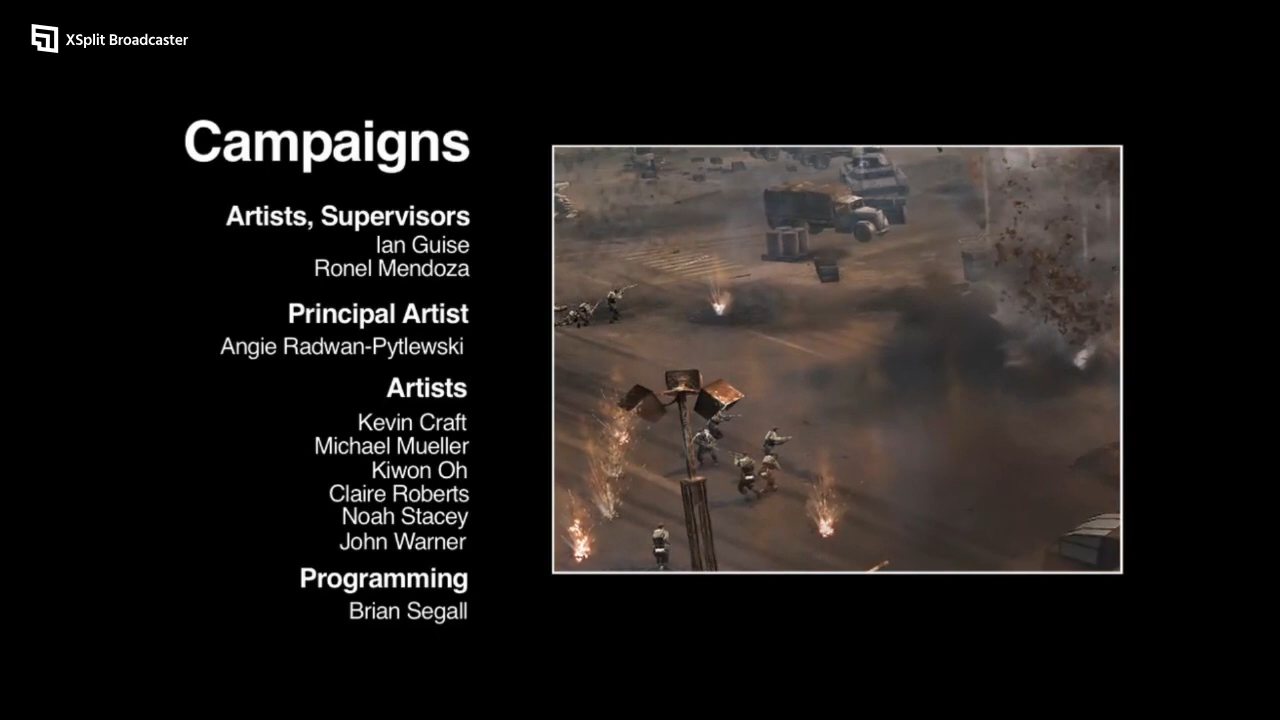 XSplit Broadcaster
Campaigns
Artists, Supervisors
Ian Guise
Ronel Mendoza
Principal Artist
Angie Radwan-Pytlewski
Artists
Kevin Craft
Michael Mueller
Kiwon Oh
Claire Roberts
Noah Stacey
John Warner
Programming
Brian Segall